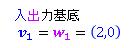 入出力基底
v₁ = w₁ = (2,0)